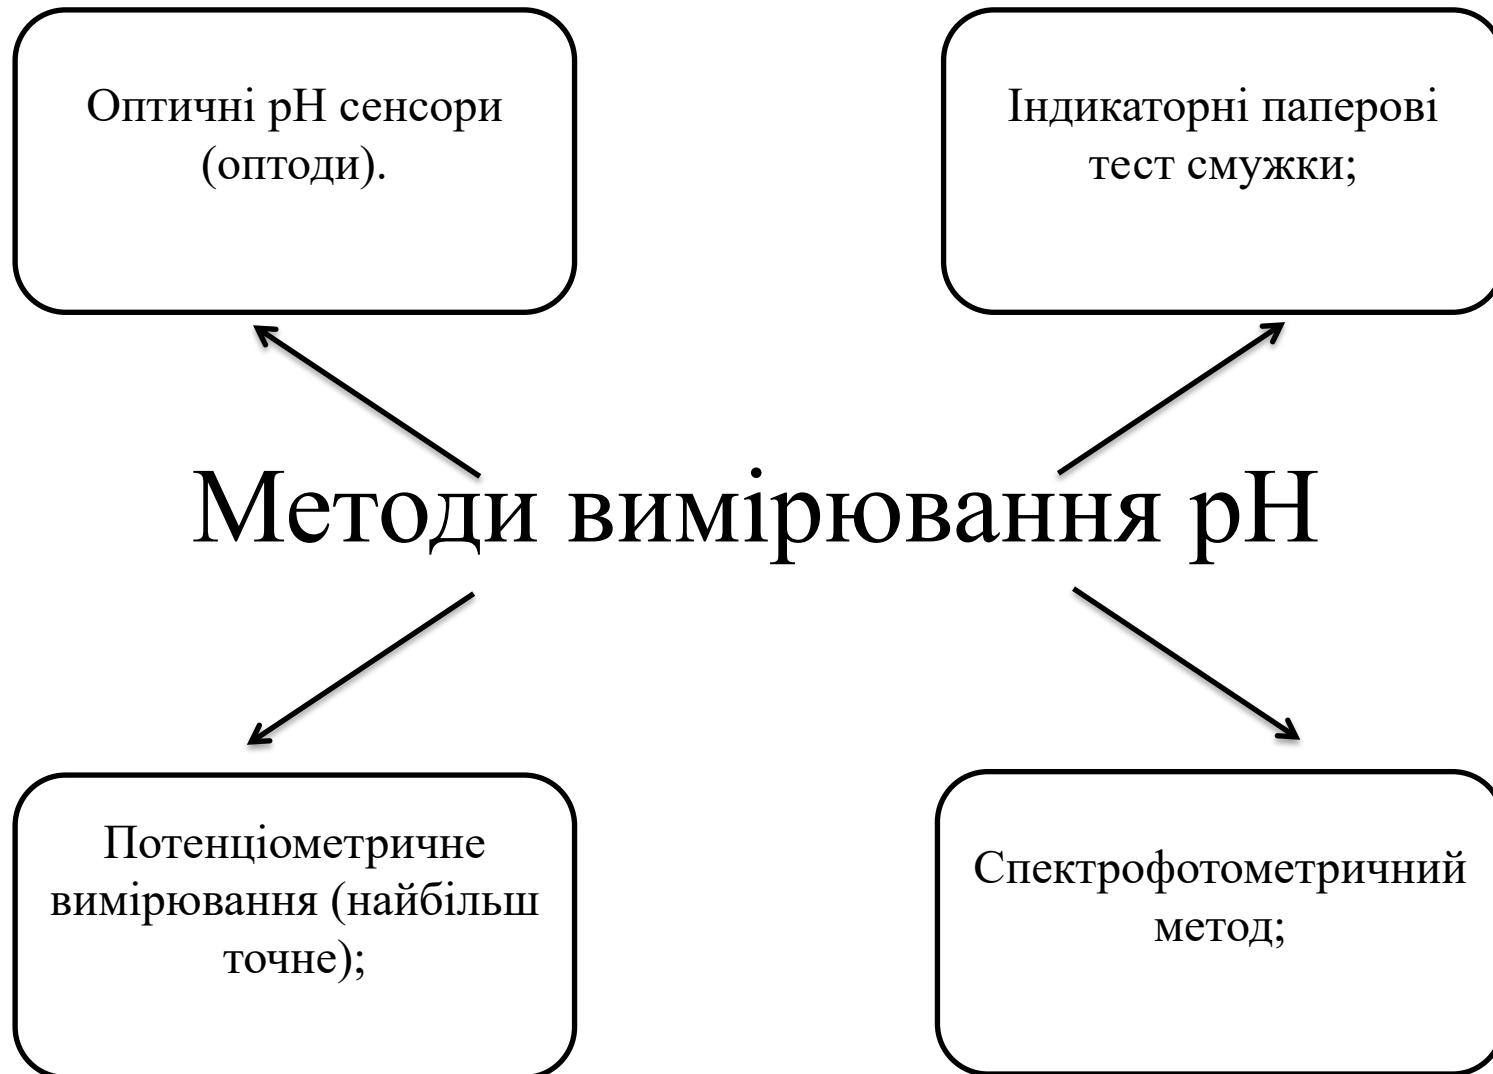 Оптичні pH сенсори
(оптоди).
Індикаторні паперові
тест смужки;
Методи вимірювання pH
Потенціометричне
вимірювання (найбільш
точне);
Спектрофотометричний
метод;